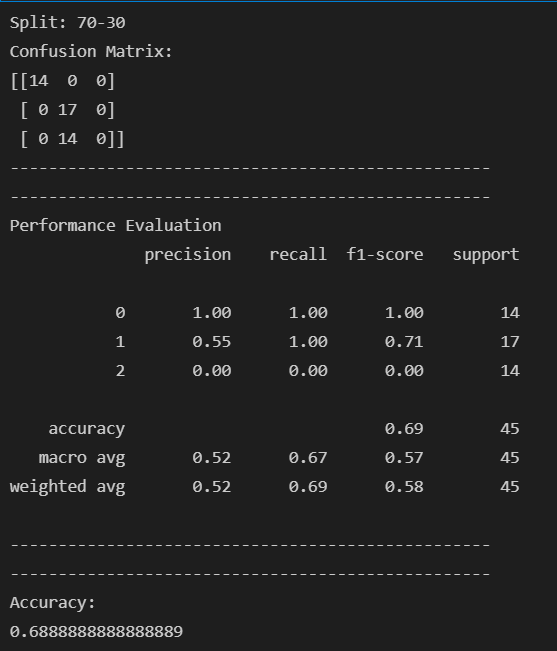 Split: 70-30
Confusion Matrix:
[[14  0  0]
 [ 0 17  0]
 [ 0 14  0]]
--------------------------------------------------
--------------------------------------------------
Performance Evaluation
              precision    recall  f1-score   support

           0       1.00      1.00      1.00        14
           1       0.55      1.00      0.71        17
           2       0.00      0.00      0.00        14

    accuracy                           0.69        45
   macro avg       0.52      0.67      0.57        45
weighted avg       0.52      0.69      0.58        45

--------------------------------------------------
--------------------------------------------------
Accuracy:
0.6888888888888889